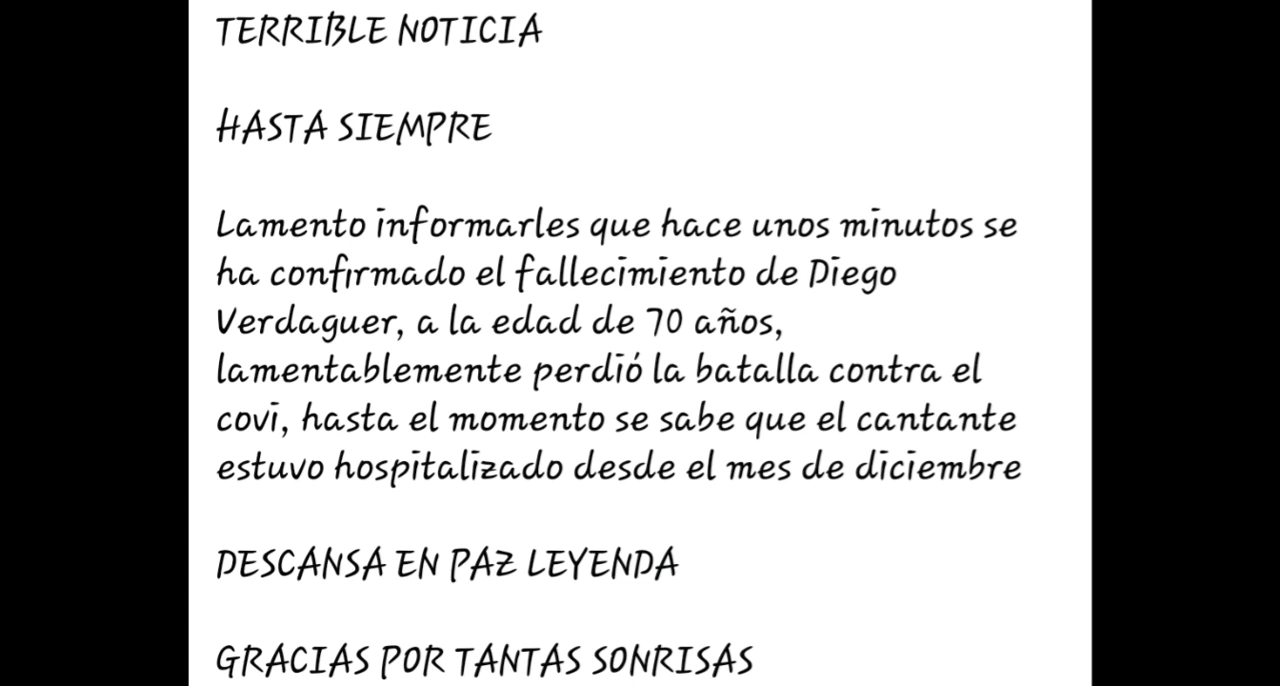 TERRIBLE NOTICIA
HASTA SIEMPRE
Lamento informarles que hace unos minutos se
ha confirmado el fallecimiento de Diego
Verdaguer, a la edad de 70 años,
lamentablemente perdió la batalla contra el
covi, hasta el momento se sabe que el cantante
estuvo hospitalizado desde el mes de diciembre
DESCANSA EN PAZ LEYENDA
GRACIAS POR TANTAS SONRISAS